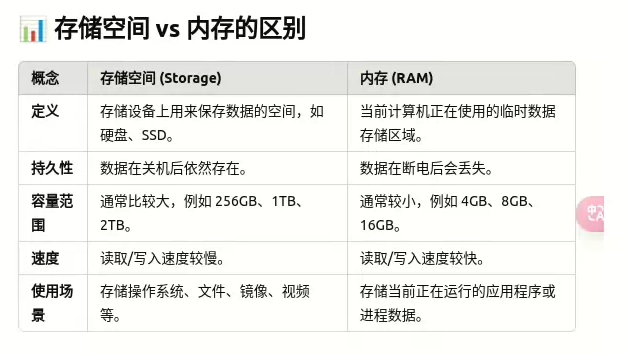 📊 存储空间 vs 内存的区别
概念 存储空间 (Storage) 内存 (RAM)
定义 存储设备上用来保存数据的空间，如 当前计算机正在使用的临时数据
硬盘、SSD。 存储区域。
持久性 数据在关机后依然存在。 数据在断电后会丢失。
容量范 通常比较大，例如 256GB、1TB、 通常较小，例如 4GB、8GB、
围 2TB。 16GB。
速度 读取/写入速度较慢。 读取/写入速度较快。
使用场 存储操作系统、文件、镜像、视频 存储当前正在运行的应用程序或
景 等。 进程数据。